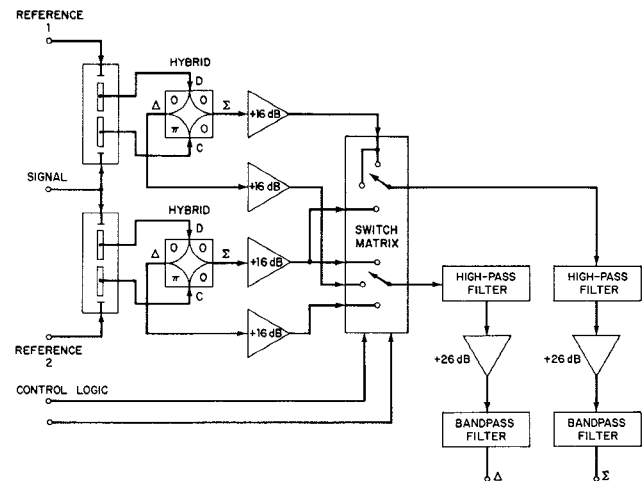 REFERENCE
1
HYBRID
D
Δ
O O
Σ
π O
C
+16 dB
+16 dB
SIGNAL
HYBRID
D
Δ
O O
Σ
π O
C
+16 dB
+16 dB
SWITCH
MATRIX
REFERENCE
2
CONTROL LOGIC
HIGH-PASS
FILTER
HIGH-PASS
FILTER
+26 dB
+26 dB
BANDPASS
FILTER
BANDPASS
FILTER
Δ
Σ